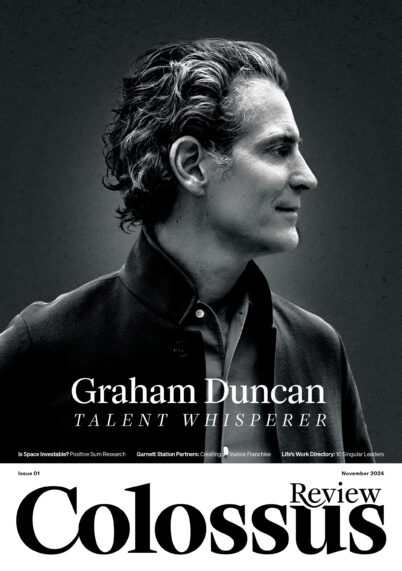 Graham Duncan
TALENT WHISPERER
Is Space Investable? Positive Sum Research Garnett Station Partners: Creating Finance Franchise Life's Work Directory: 10 Singular Leaders
Issue 01 November 2024
Review
Colossus